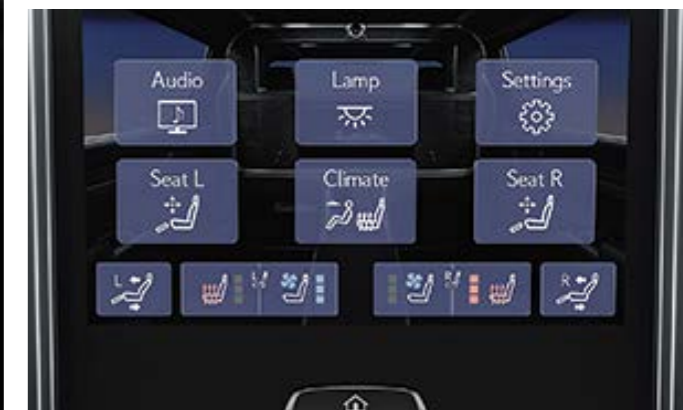 Audio
Lamp
Settings
Seat L
Climate
Seat R
L
L
R
R